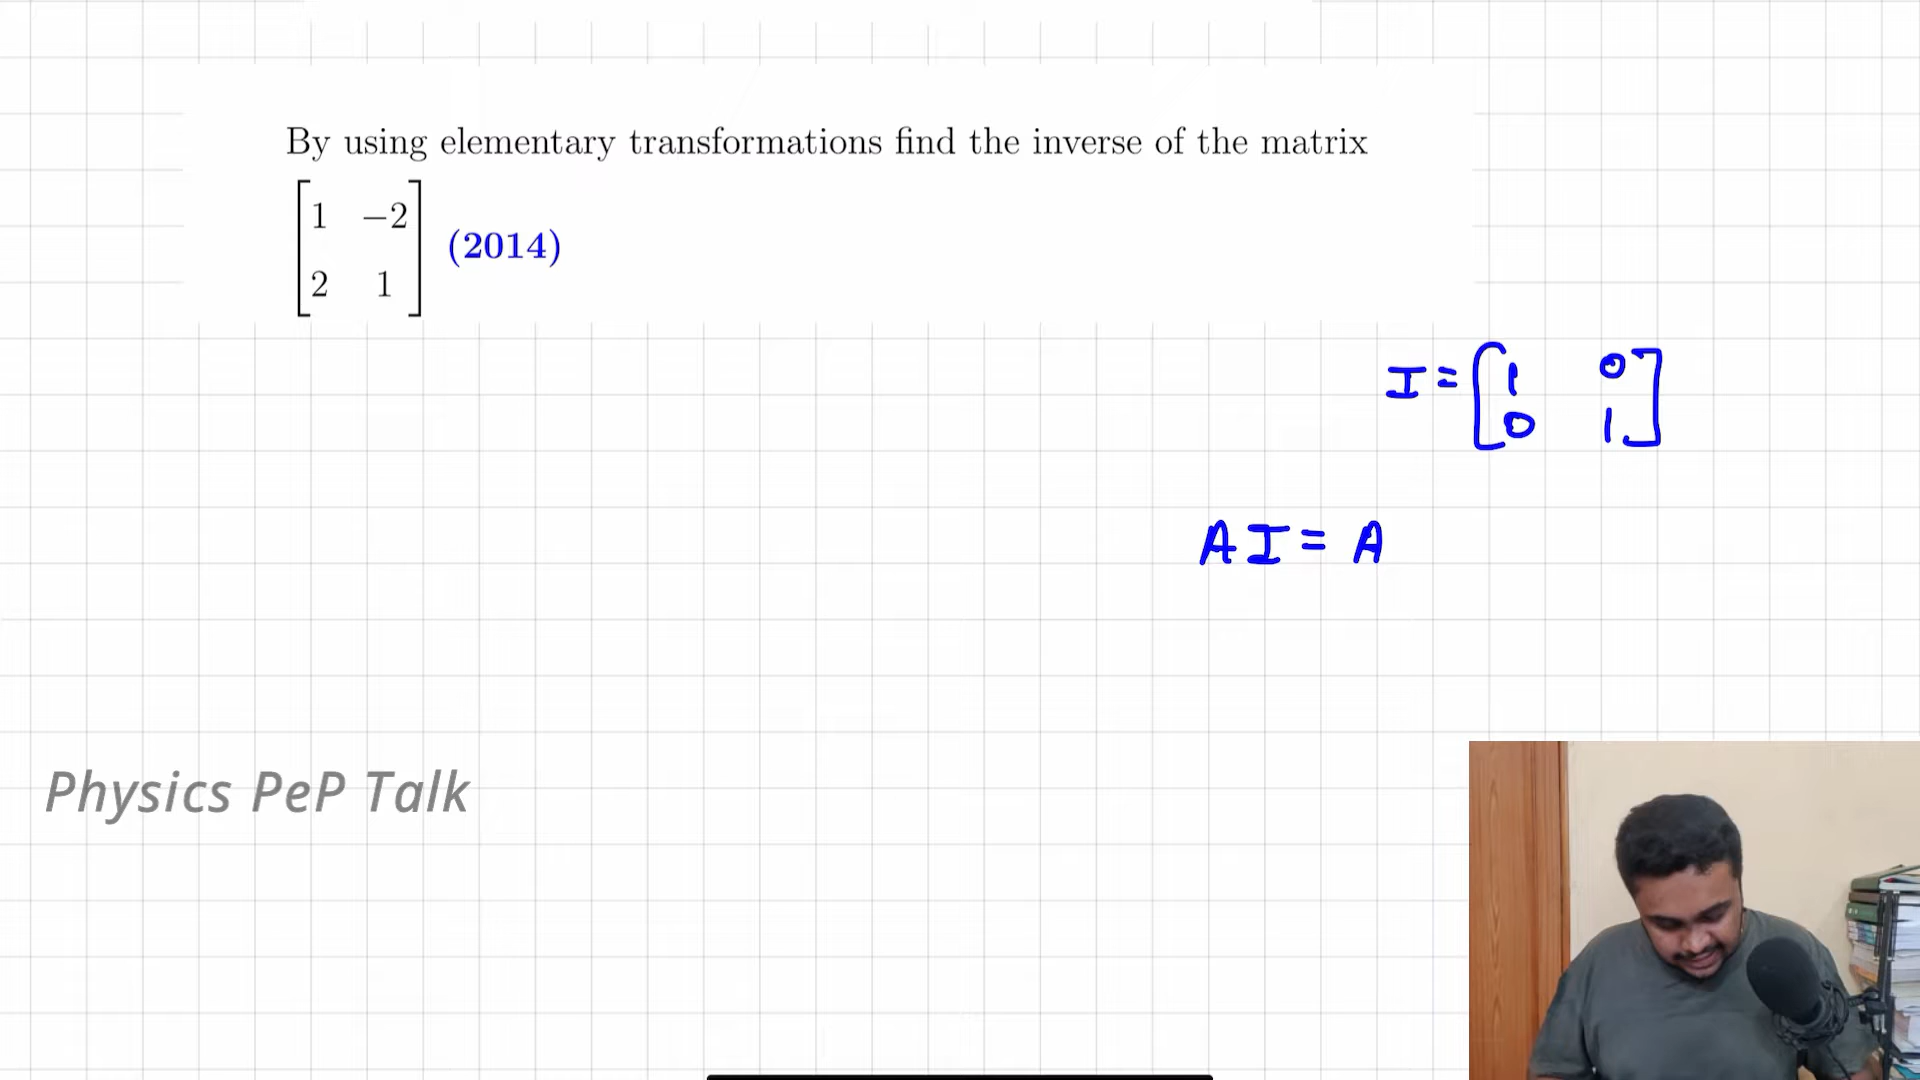 By using elementary transformations find the inverse of the matrix
[1 −2
2 1] (2014)
I = [1 0
0 1]
A I = A
Physics PeP Talk